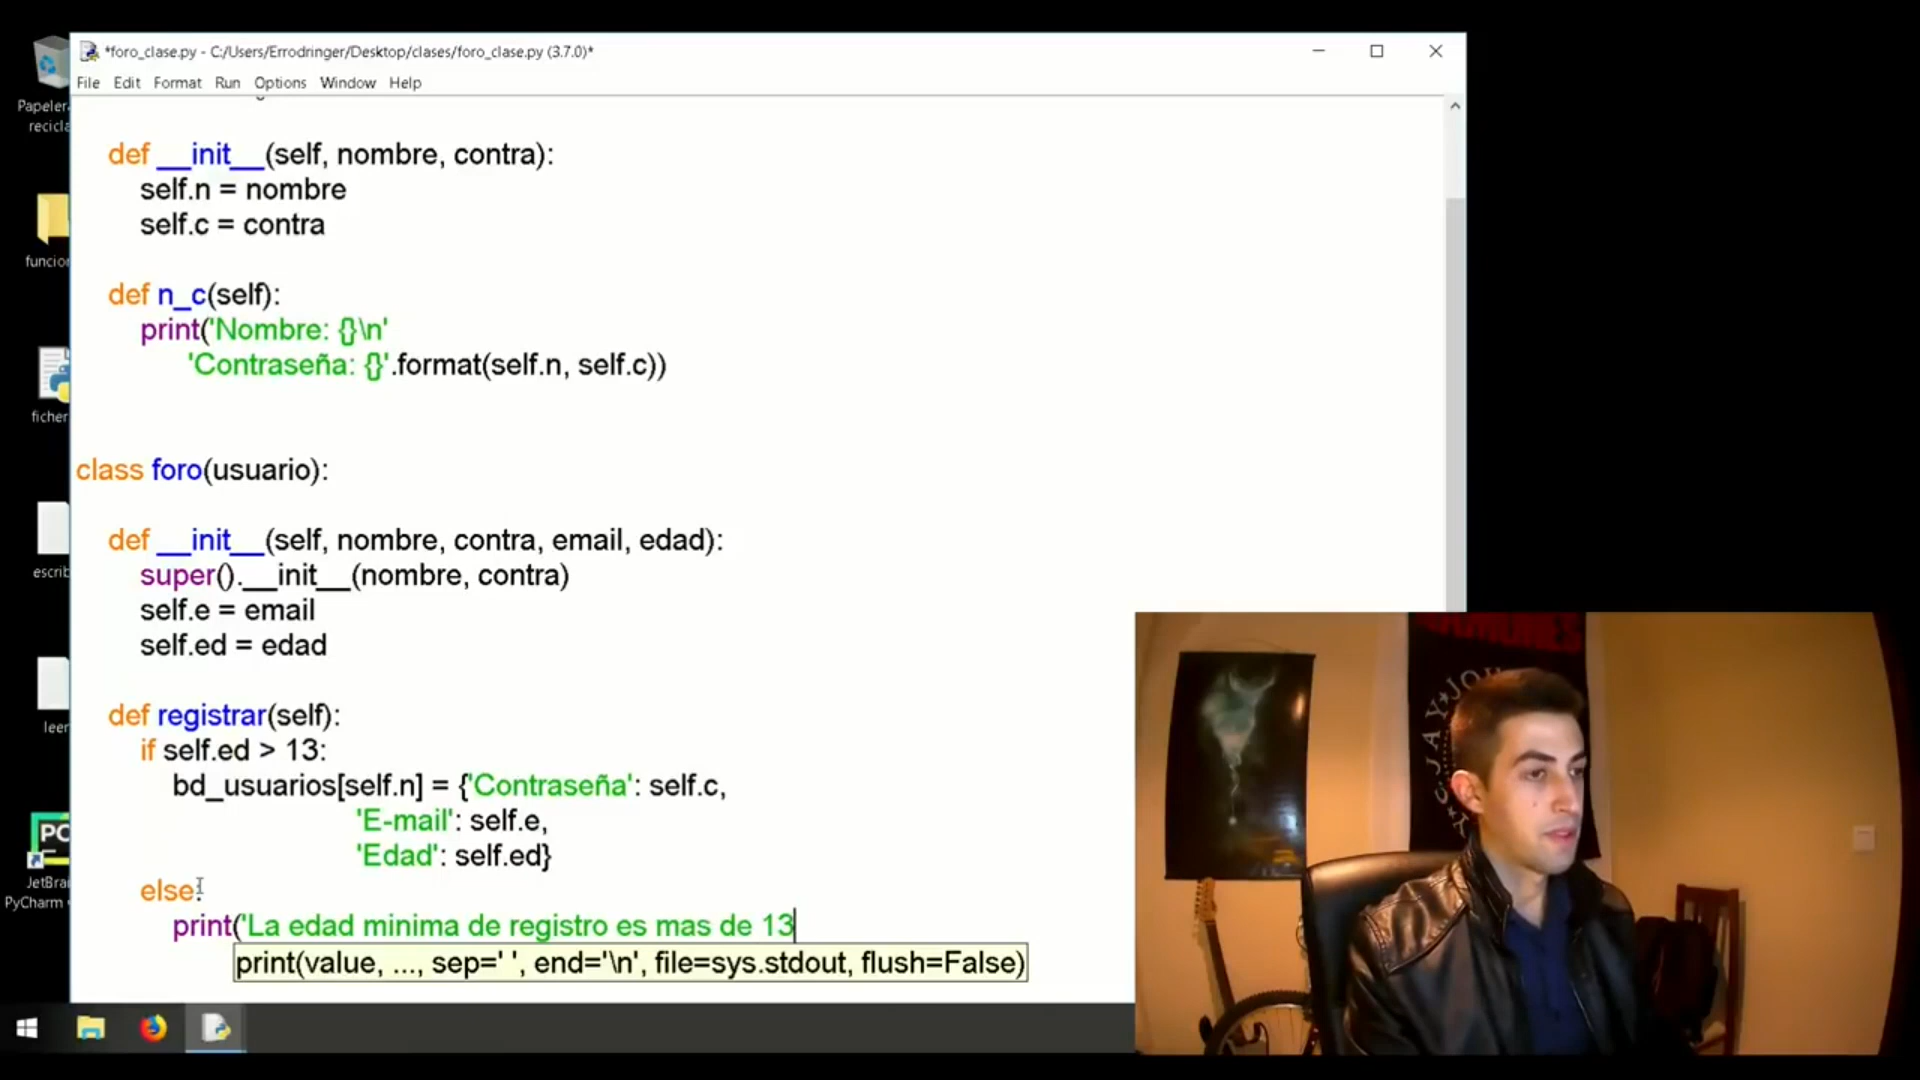 *foro_clase.py - C:/Users/Errodringer/Desktop/clases/foro_clase.py (3.7.0)*
File Edit Format Run Options Window Help
def __init__(self, nombre, contra):
self.n = nombre
self.c = contra
def n_c(self):
print('Nombre: {}\n'
'Contraseña: {}'.format(self.n, self.c))
class foro(usuario):
def __init__(self, nombre, contra, email, edad):
super().__init__(nombre, contra)
self.e = email
self.ed = edad
def registrar(self):
if self.ed > 13:
bd_usuarios[self.n] = {'Contraseña': self.c,
'E-mail': self.e,
'Edad': self.ed}
else:
print('La edad minima de registro es mas de 13
print(value, ..., sep=' ', end='\n', file=sys.stdout, flush=False)
Papeler
recicla
funcion
ficher
escrib
leer
PC
JetBra
PyCharm